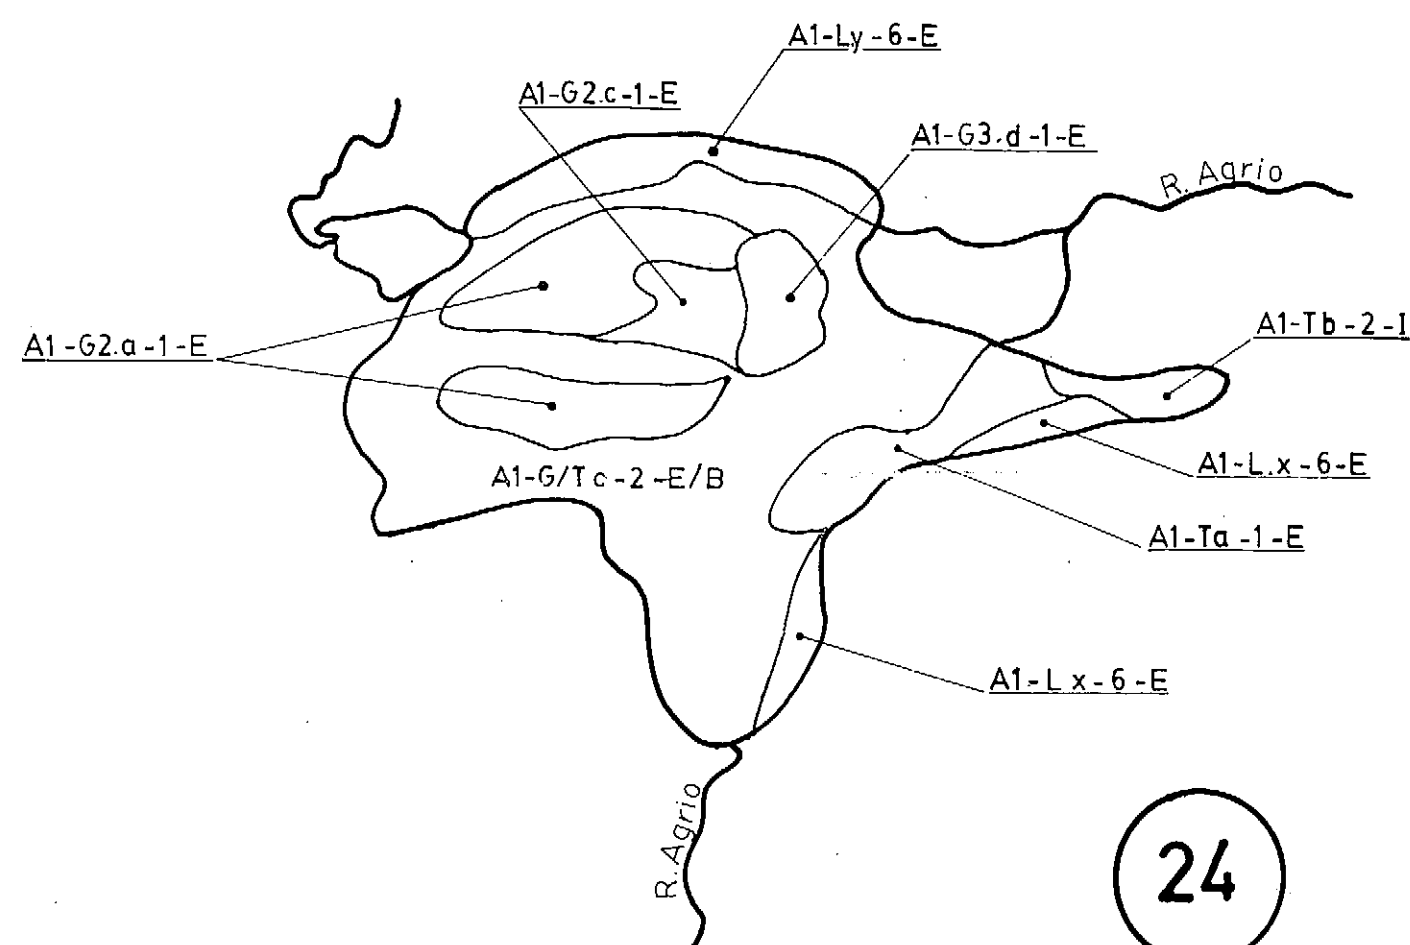 A1-Ly-6-E
A1-G2.c-1-E
A1-G3.d-1-E
R. Agrio
A1-Tb-2-I
A1-G2.a-1-E
A1-L.x-6-E
A1-G/Tc-2-E/B
A1-Ta-1-E
A1-Lx-6-E
R. Agrio
24